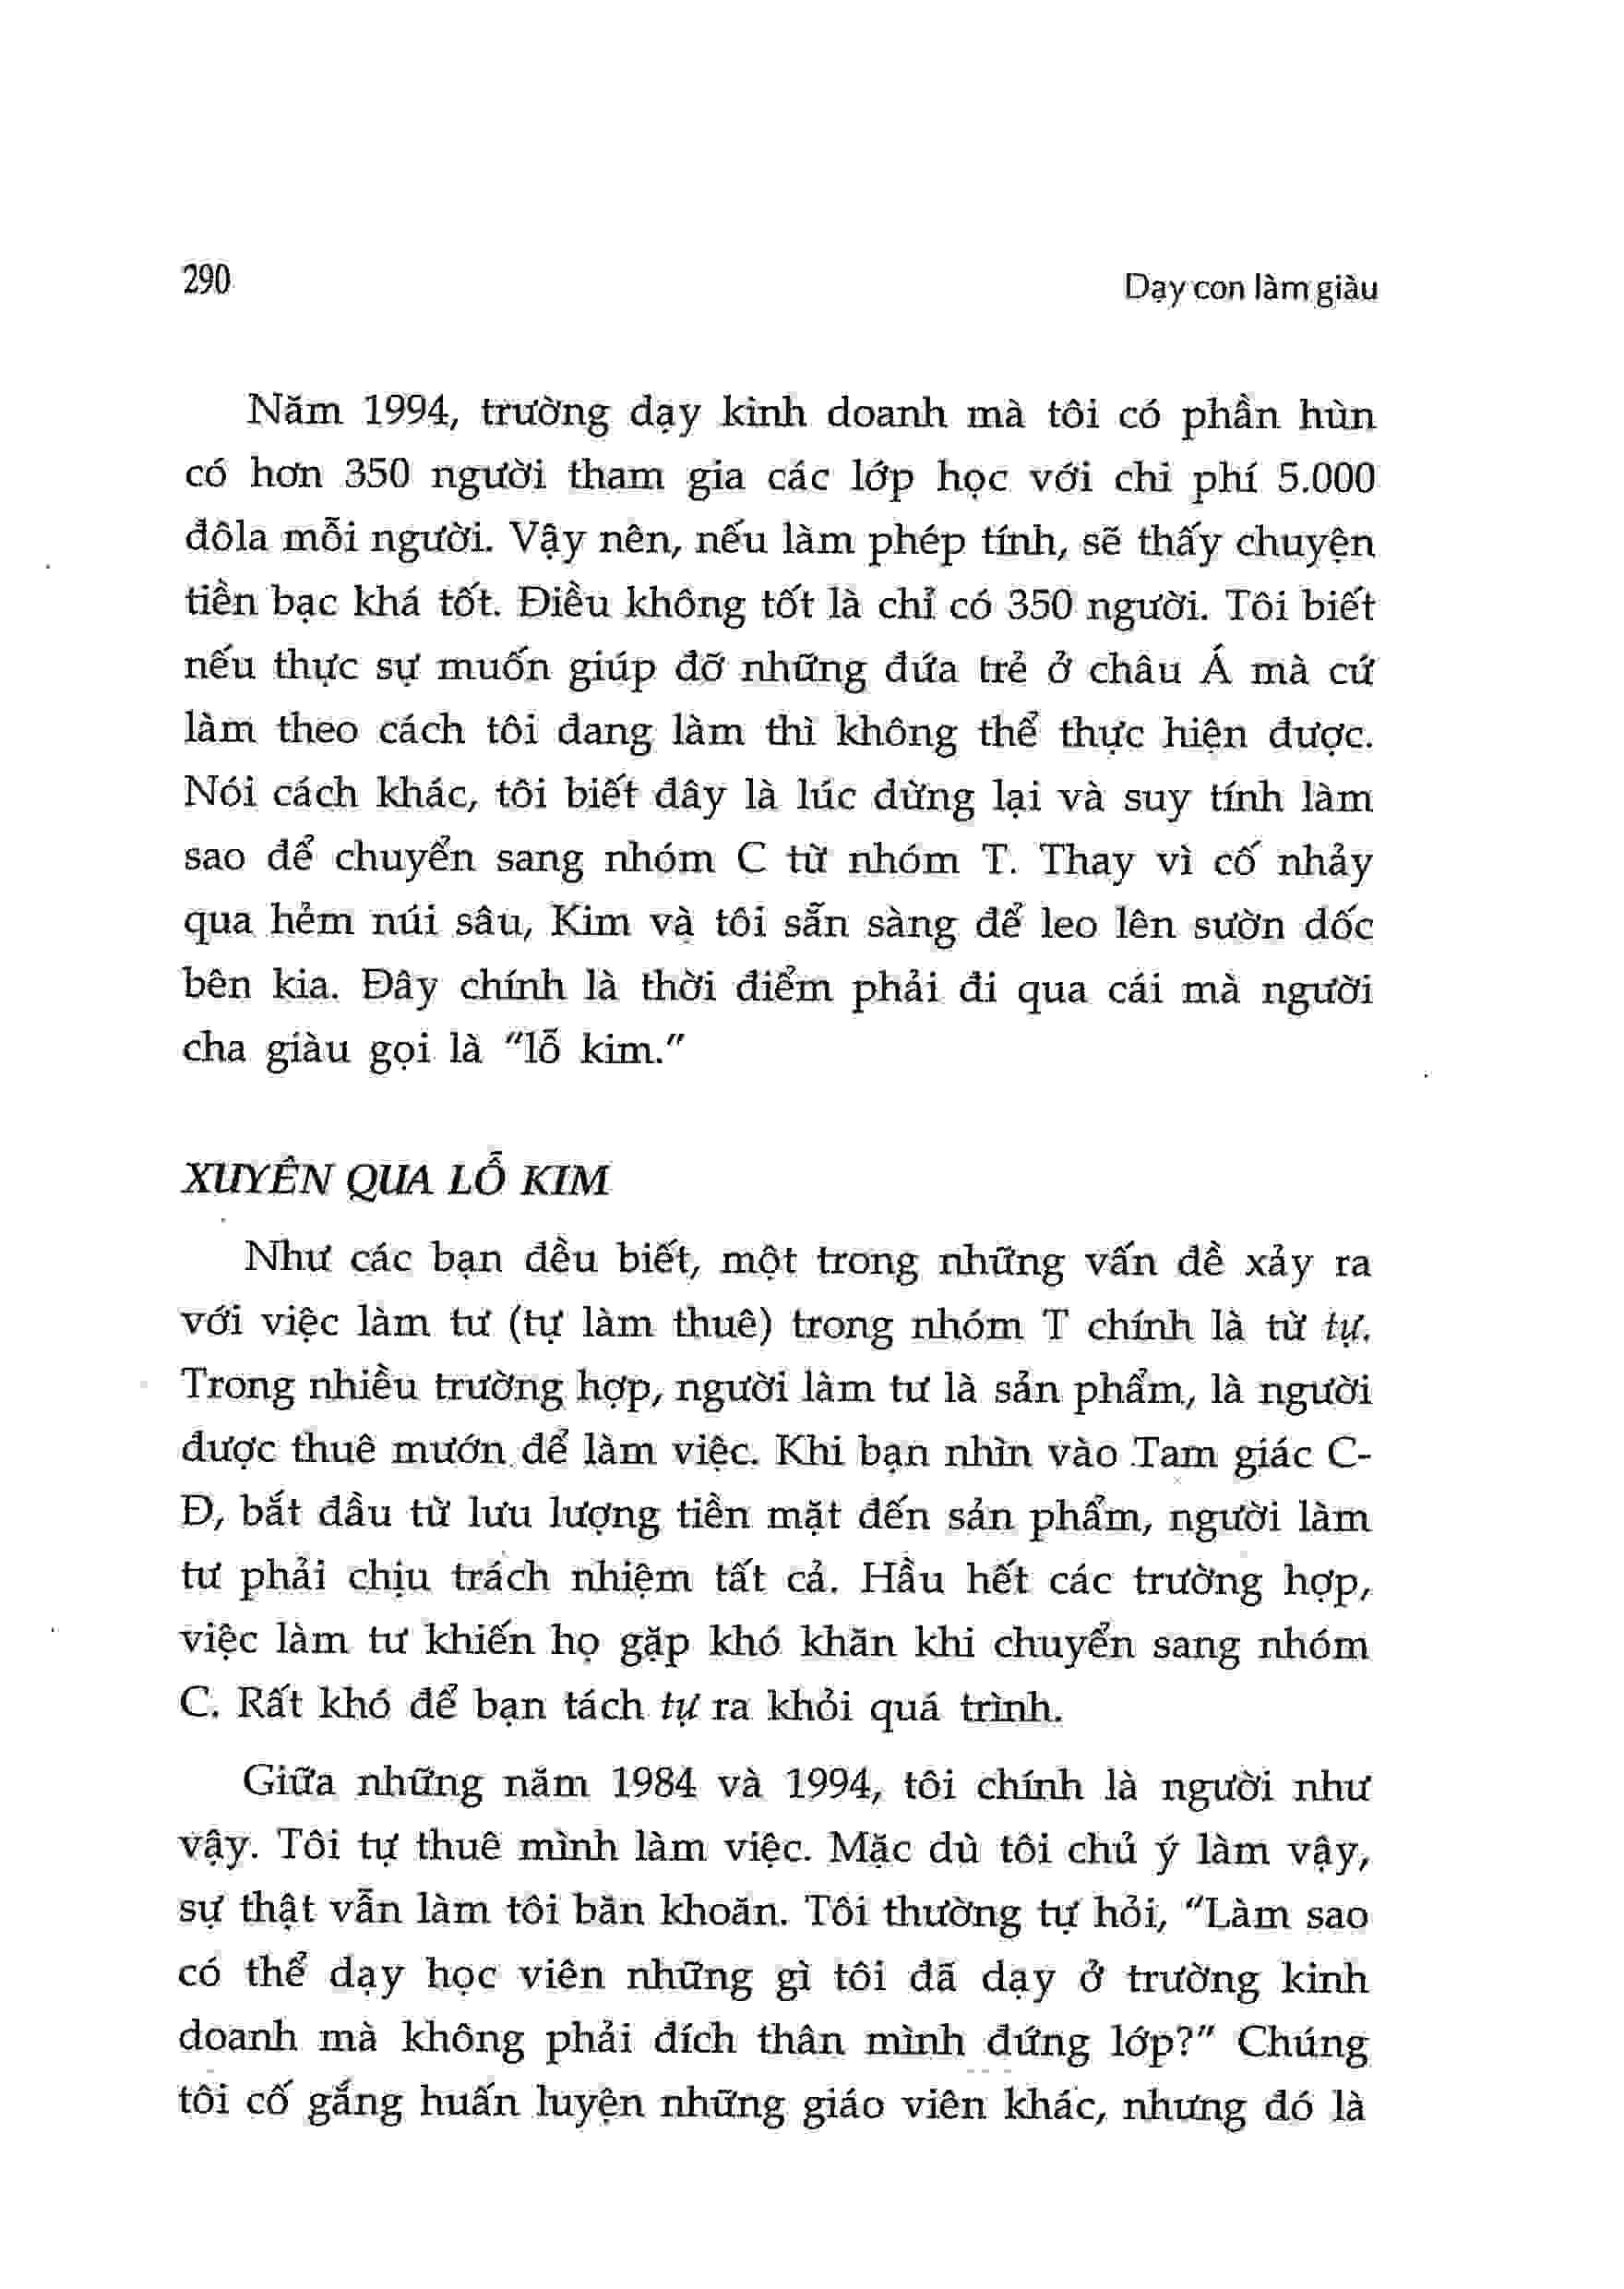 290
Dạy con làm giàu
Năm 1994, trường dạy kinh doanh mà tôi có phần hùn
có hơn 350 người tham gia các lớp học với chi phí 5.000
đôla mỗi người. Vậy nên, nếu làm phép tính, sẽ thấy chuyện
tiền bạc khá tốt. Điều không tốt là chỉ có 350 người. Tôi biết
nếu thực sự muốn giúp đỡ những đứa trẻ ở châu Á mà cứ
làm theo cách tôi đang làm thì không thể thực hiện được.
Nói cách khác, tôi biết đây là lúc dừng lại và suy tính làm
sao để chuyển sang nhóm C từ nhóm T. Thay vì cố nhảy
qua hẻm núi sâu, Kim và tôi sẵn sàng để leo lên sườn dốc
bên kia. Đây chính là thời điểm phải đi qua cái mà người
cha giàu gọi là "lỗ kim."
XUYÊN QUA LỖ KIM
Như các bạn đều biết, một trong những vấn đề xảy ra
với việc làm tư (tự làm thuê) trong nhóm T chính là từ tự.
Trong nhiều trường hợp, người làm tư là sản phẩm, là người
được thuê mướn để làm việc. Khi bạn nhìn vào Tam giác C-
Đ, bắt đầu từ lưu lượng tiền mặt đến sản phẩm, người làm
tư phải chịu trách nhiệm tất cả. Hầu hết các trường hợp,
việc làm tư khiến họ gặp khó khăn khi chuyển sang nhóm
C. Rất khó để bạn tách tự ra khỏi quá trình.
Giữa những năm 1984 và 1994, tôi chính là người như
vậy. Tôi tự thuê mình làm việc. Mặc dù tôi chủ ý làm vậy,
sự thật vẫn làm tôi băn khoăn. Tôi thường tự hỏi, "Làm sao
có thể dạy học viên những gì tôi đã dạy ở trường kinh
doanh mà không phải đích thân mình đứng lớp?" Chúng
tôi cố gắng huấn luyện những giáo viên khác, nhưng đó là